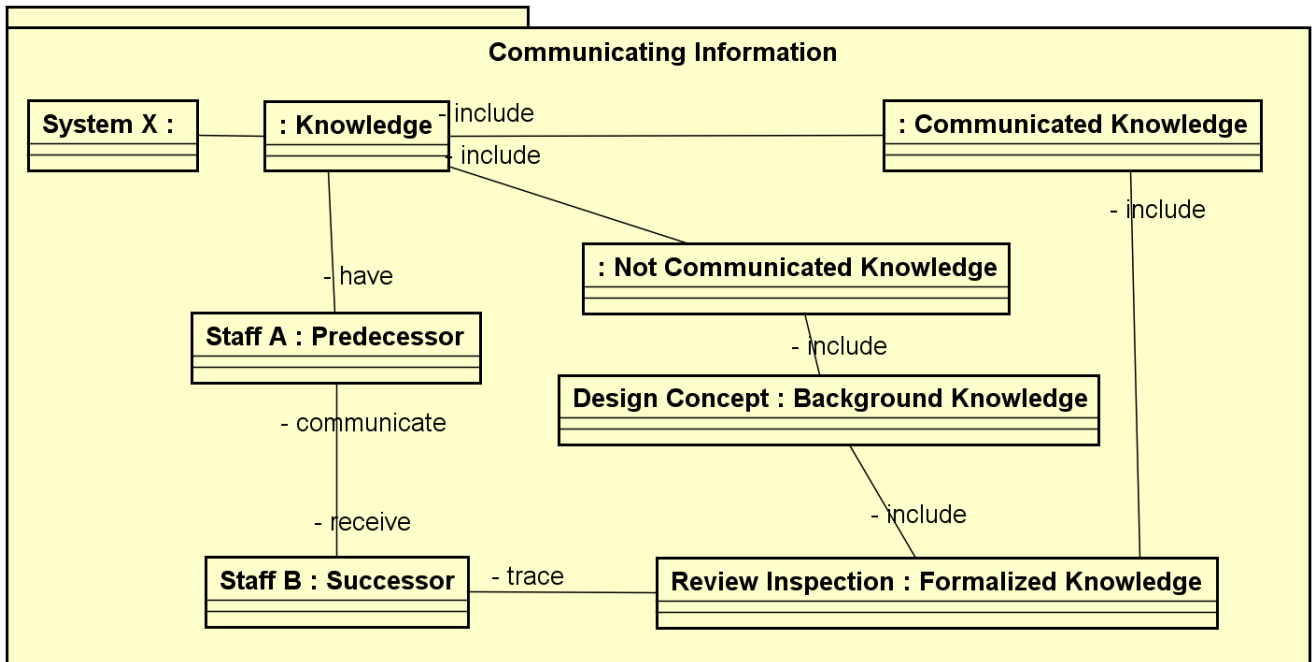 Communicating Information
System X :
: Knowledge
- include
: Communicated Knowledge
- include
- include
: Not Communicated Knowledge
- have
Staff A : Predecessor
- include
Design Concept : Background Knowledge
- communicate
- include
- receive
Staff B : Successor
- trace
Review Inspection : Formalized Knowledge